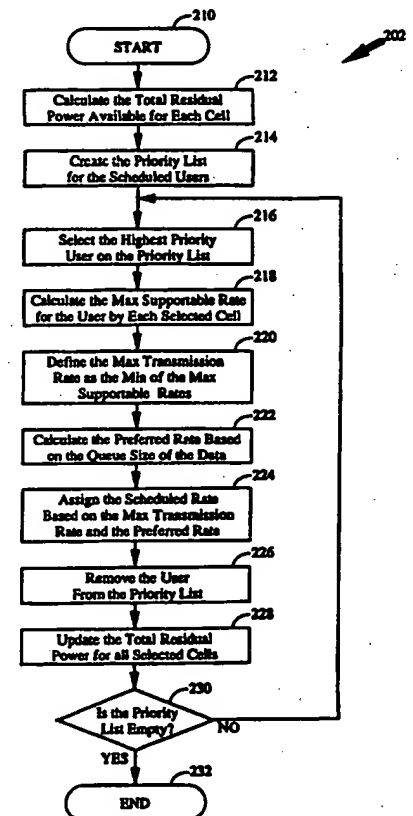 210
START
202
212
Calculate the Total Residual
Power Available for Each Cell
214
Create the Priority List
for the Scheduled Users
216
Select the Highest Priority
User on the Priority List
218
Calculate the Max Supportable Rate
for the User by Each Selected Cell
220
Define the Max Transmission
Rate as the Min of the Max
Supportable Rates
222
Calculate the Preferred Rate Based
on the Queue Size of the Data
224
Assign the Scheduled Rate
Based on the Max Transmission
Rate and the Preferred Rate
226
Remove the User
From the Priority List
228
Update the Total Residual
Power for all Selected Cells
230
Is the Priority
List Empty?
NO
YES
232
END